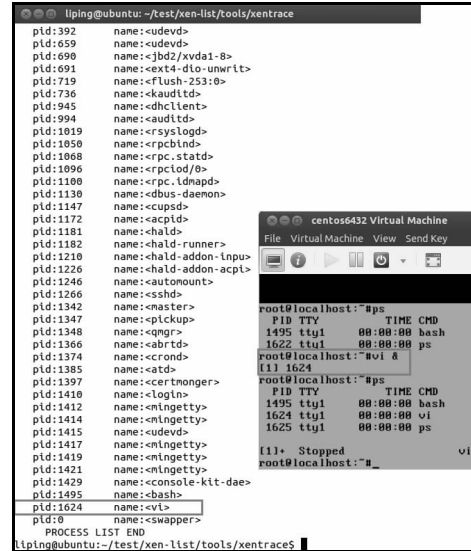 liping@ubuntu: ~/test/xen-list/tools/xentrace
pid:392 name:<udevd>
pid:659 name:<udevd>
pid:690 name:<jbd2/xvda1-8>
pid:691 name:<ext4-dio-unwrit>
pid:719 name:<flush-253:0>
pid:736 name:<kauditd>
pid:945 name:<dhclient>
pid:994 name:<auditd>
pid:1019 name:<rsyslogd>
pid:1050 name:<rpcbind>
pid:1068 name:<rpc.statd>
pid:1096 name:<rpciod/0>
pid:1100 name:<rpc.idmapd>
pid:1130 name:<dbus-daemon>
pid:1147 name:<cupsd>
pid:1172 name:<acpid>
pid:1181 name:<hald>
pid:1182 name:<hald-runner>
pid:1210 name:<hald-addon-inpu>
pid:1226 name:<hald-addon-acpi>
pid:1246 name:<automount>
pid:1266 name:<sshd>
pid:1342 name:<master>
pid:1347 name:<pickup>
pid:1348 name:<qmgr>
pid:1366 name:<abrtd>
pid:1374 name:<crond>
pid:1385 name:<atd>
pid:1397 name:<certmonger>
pid:1410 name:<login>
pid:1412 name:<mingetty>
pid:1414 name:<mingetty>
pid:1415 name:<udevd>
pid:1417 name:<mingetty>
pid:1419 name:<mingetty>
pid:1421 name:<mingetty>
pid:1429 name:<console-kit-dae>
pid:1495 name:<bash>
pid:1624 name:<vi>
pid:0 name:<swapper>
PROCESS LIST END
liping@ubuntu:~/test/xen-list/tools/xentrace$
centos6432 Virtual Machine
File Virtual Machine View Send Key
root@localhost:~#ps
PID TTY TIME CMD
1495 tty1 00:00:00 bash
1622 tty1 00:00:00 ps
root@localhost:~#vi &
[1] 1624
root@localhost:~#ps
PID TTY TIME CMD
1495 tty1 00:00:00 bash
1624 tty1 00:00:00 vi
1625 tty1 00:00:00 ps
[1]+ Stopped vi
root@localhost:~#_